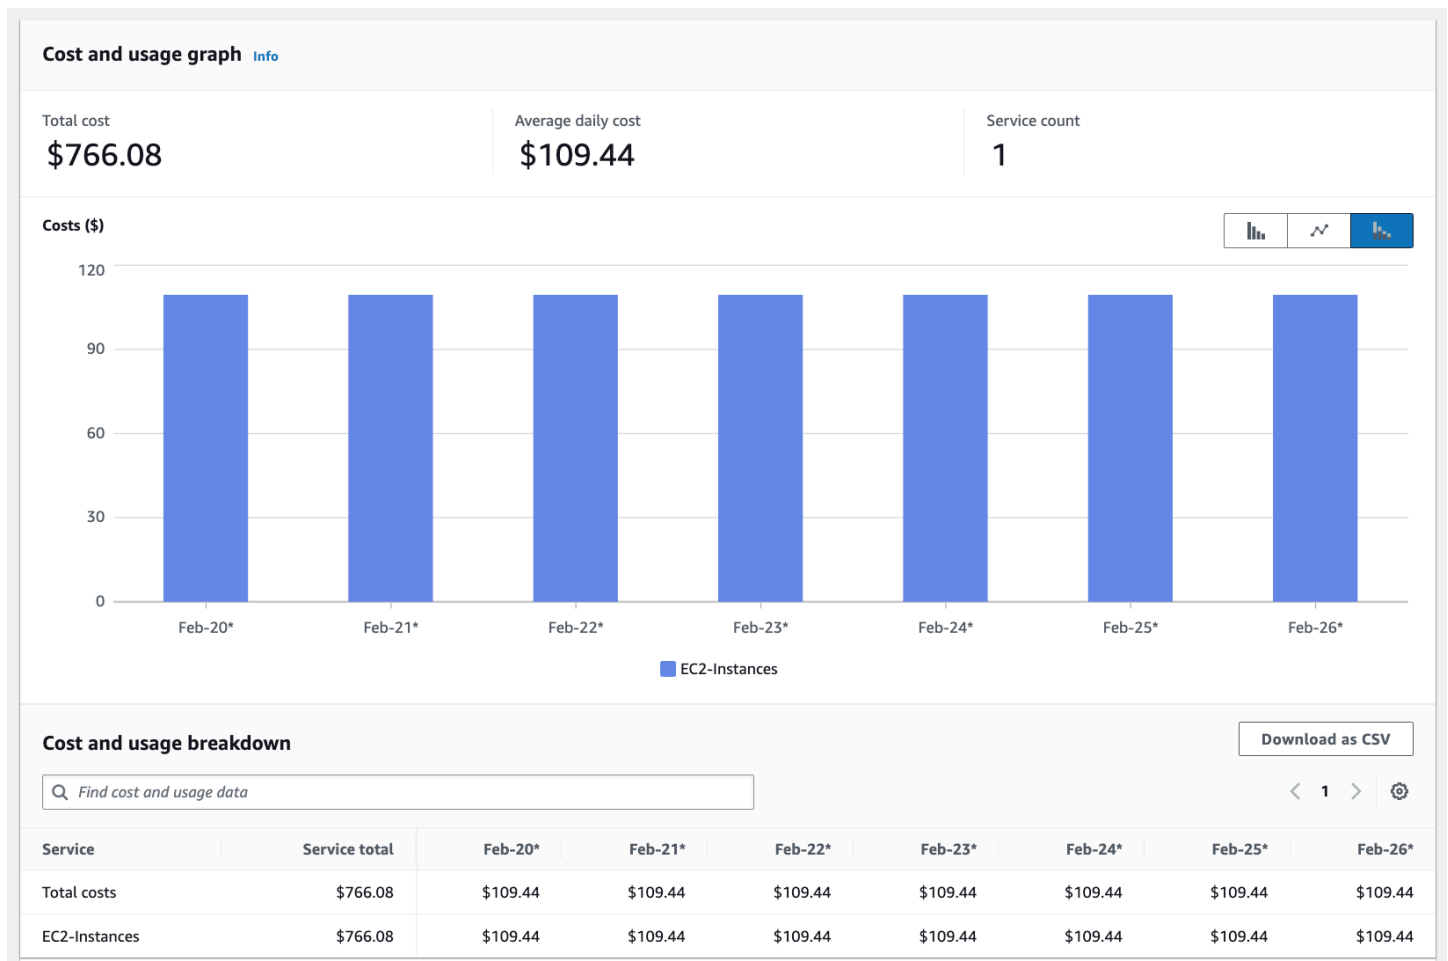 Cost and usage graph Info
Total cost Average daily cost Service count
$766.08 $109.44 1
Costs ($)
120
90
60
30
0
Feb-20* Feb-21* Feb-22* Feb-23* Feb-24* Feb-25* Feb-26*
EC2-Instances
Cost and usage breakdown Download as CSV
Find cost and usage data 1
Service Service total Feb-20* Feb-21* Feb-22* Feb-23* Feb-24* Feb-25* Feb-26*
Total costs $766.08 $109.44 $109.44 $109.44 $109.44 $109.44 $109.44 $109.44
EC2-Instances $766.08 $109.44 $109.44 $109.44 $109.44 $109.44 $109.44 $109.44